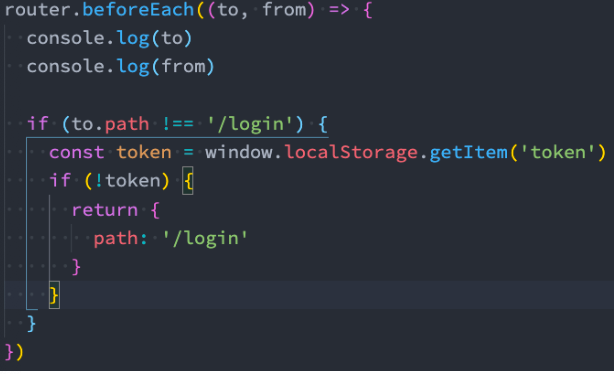 router.beforeEach((to, from) => {
  console.log(to)
  console.log(from)

  if (to.path !== '/login') {
    const token = window.localStorage.getItem('token')
    if (!token) {
      return {
        path: '/login'
      }
    }
  }
})